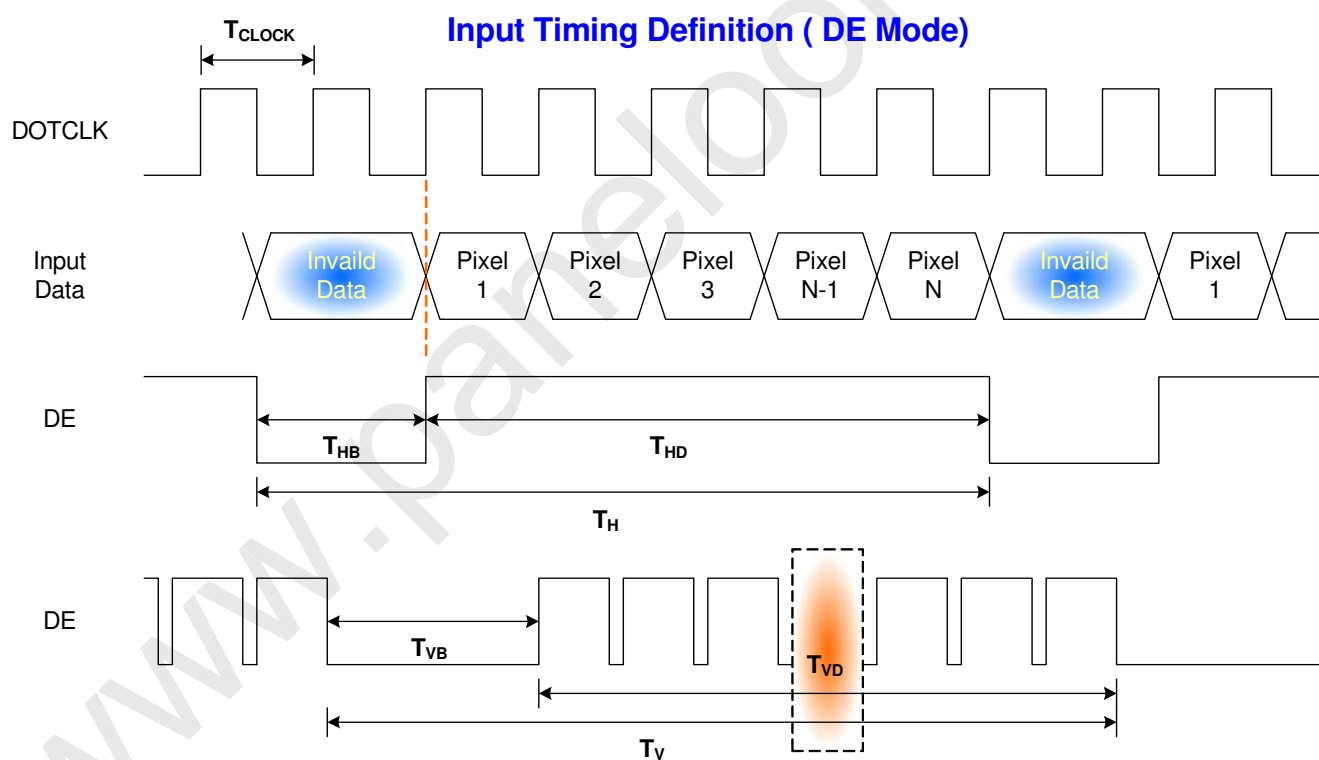 Input Timing Definition ( DE Mode)
TCLOCK
DOTCLK
Input
Data
Invaild
Data
Pixel
1
Pixel
2
Pixel
3
Pixel
N-1
Pixel
N
Invaild
Data
Pixel
1
DE
THB
THD
TH
DE
TVB
TVD
TV
www.paneloo